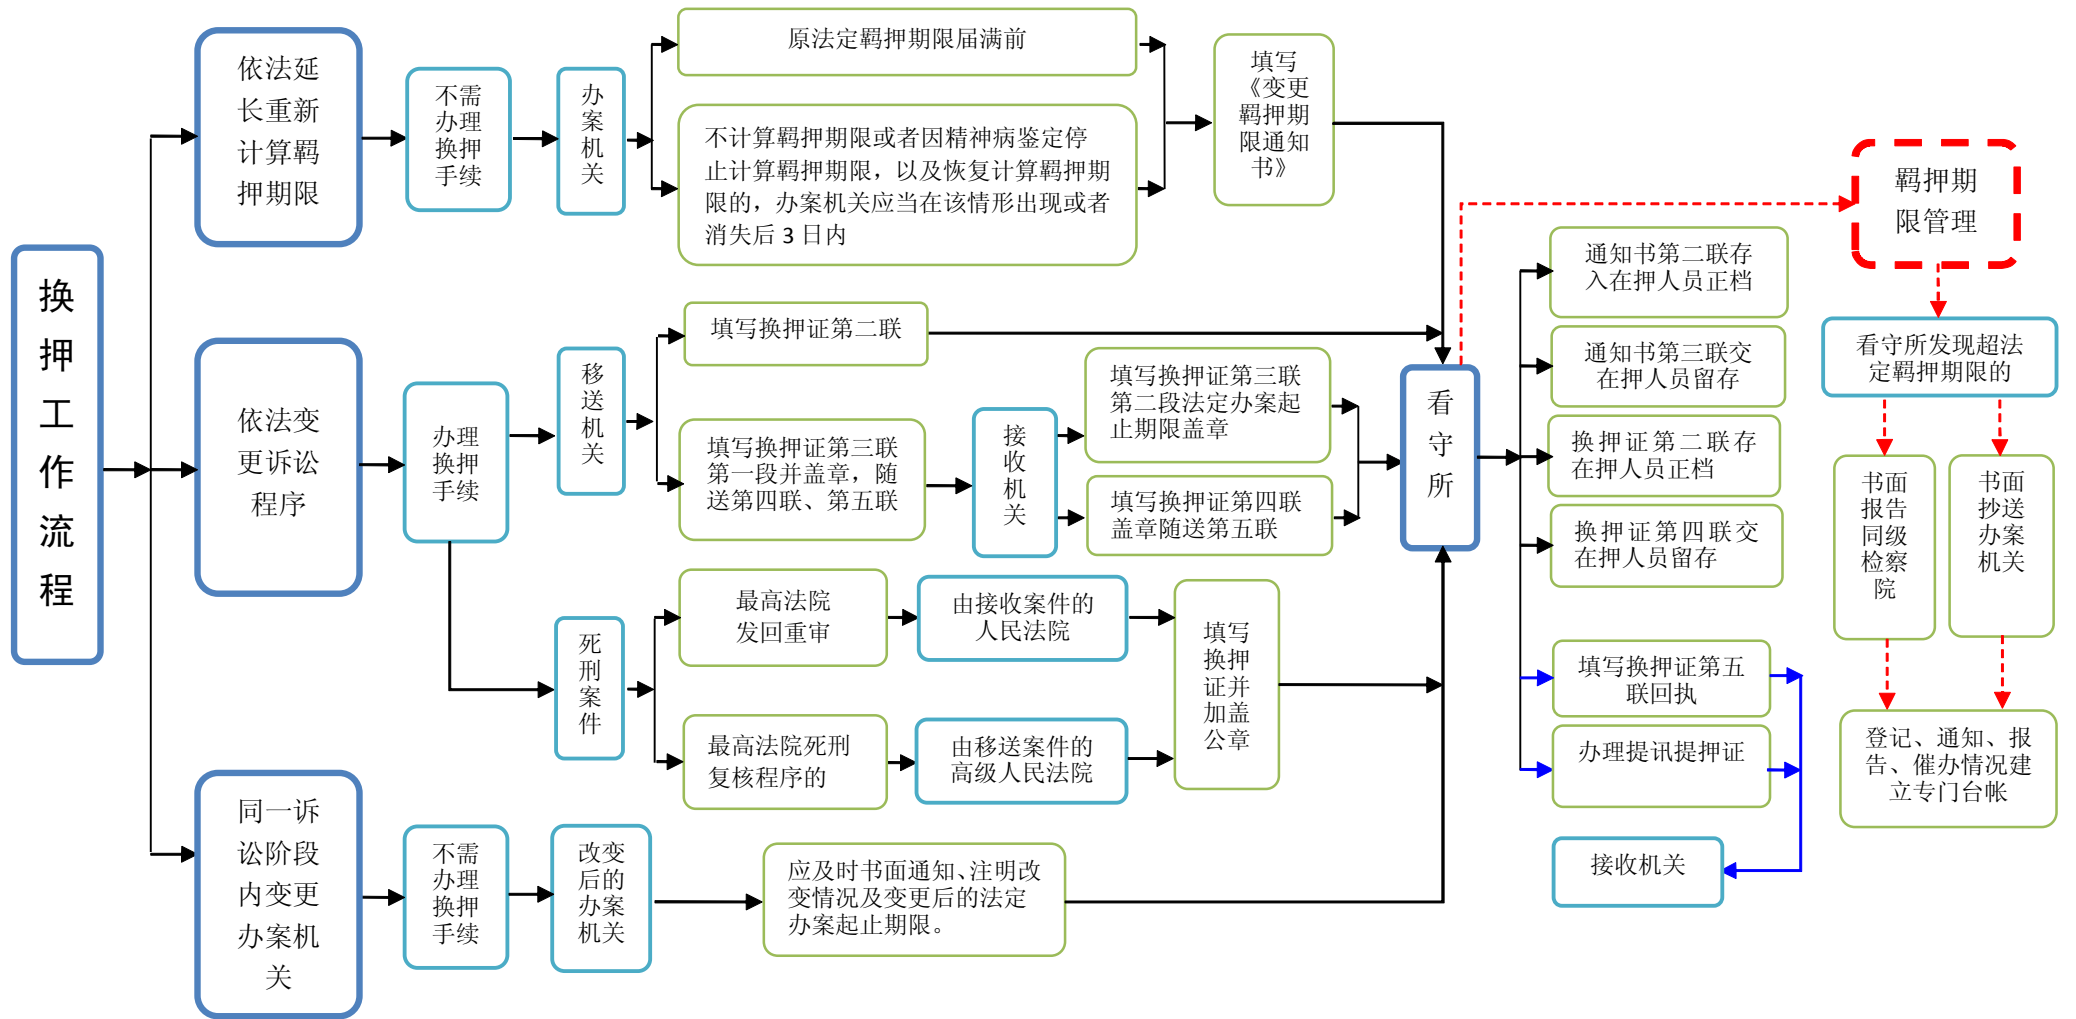 换
押
工
作
流
程
依法延
长重新
计算羁
押期限
不需
办理
换押
手续
办
案
机
关
原法定羁押期限届满前
不计算羁押期限或者因精神病鉴定停
止计算羁押期限，以及恢复计算羁押期
限的，办案机关应当在该情形出现或者
消失后 3 日内
填写
《变更
羁押期
限通知
书》
依法变
更诉讼
程序
办理
换押
手续
移
送
机
关
填写换押证第二联
填写换押证第三联
第一段并盖章，随
送第四联、第五联
接
收
机
关
填写换押证第三联
第二段法定办案起
止期限盖章
填写换押证第四联
盖章随送第五联
死
刑
案
件
最高法院
发回重审
由接收案件的
人民法院
最高法院死刑
复核程序的
由移送案件的
高级人民法院
填写
换押
证并
加盖
公章
同一诉
讼阶段
内变更
办案机
关
不需
办理
换押
手续
改变
后的
办案
机关
应及时书面通知、注明改
变情况及变更后的法定
办案起止期限。
看
守
所
通知书第二联存
入在押人员正档
通知书第三联交
在押人员留存
换押证第二联存
在押人员正档
换押证第四联交
在押人员留存
填写换押证第五
联回执
办理提讯提押证
接收机关
羁押期
限管理
看守所发现超法
定羁押期限的
书面
报告
同级
检察
院
书面
抄送
办案
机关
登记、通知、报
告、催办情况建
立专门台帐